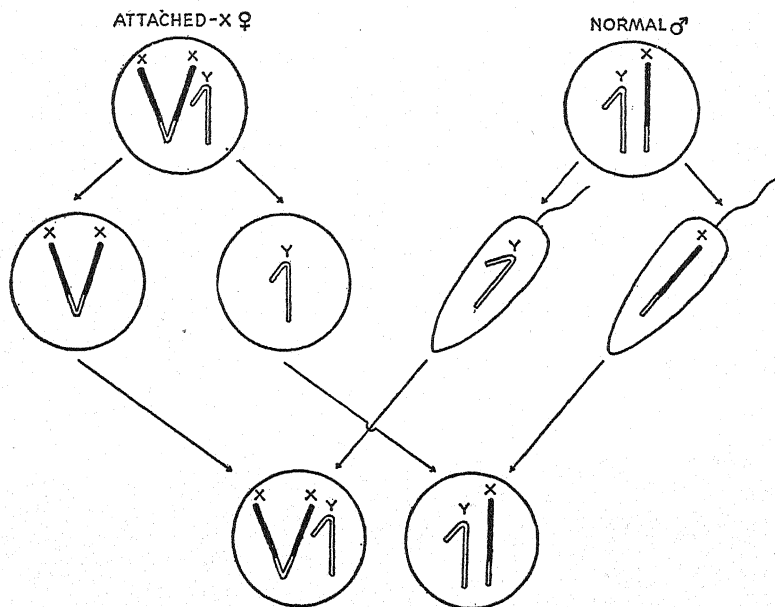 ATTACHED-X ♀
NORMAL ♂
X X Y
Y X
X X
Y
Y
X
X X Y
Y X